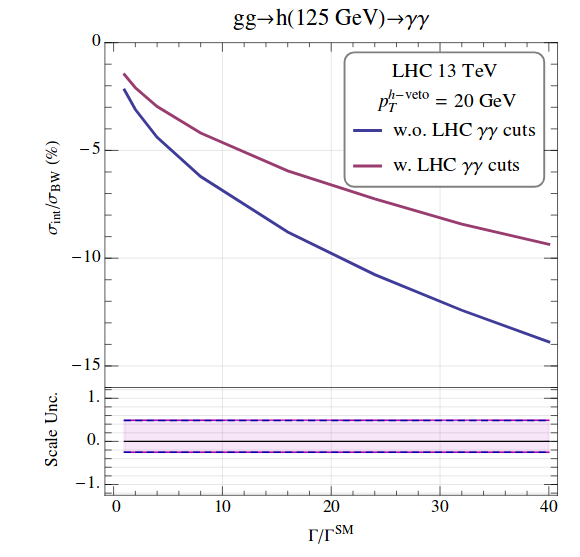 gg→h(125 GeV)→γγ
LHC 13 TeV
p_T^{h-veto} = 20 GeV
w.o. LHC γγ cuts
w. LHC γγ cuts
σ_int/σ_BW (%)
0
−5
−10
−15
Scale Unc.
1.
0.
−1.
0 10 20 30 40
Γ/Γ^SM